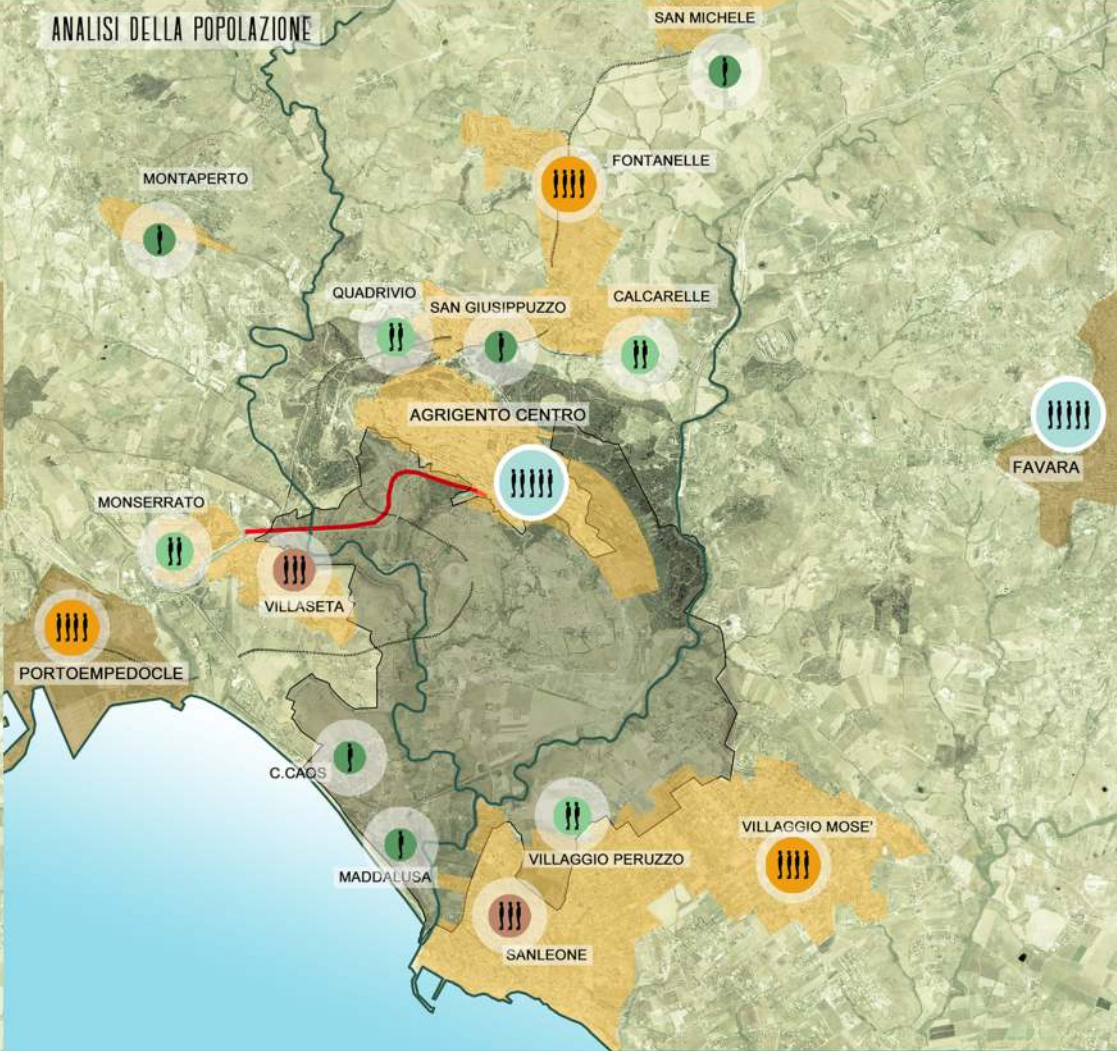 ANALISI DELLA POPOLAZIONE
SAN MICHELE
FONTANELLE
MONTAPERTO
QUADRIVIO
SAN GIUSIPPUZZO
CALCARELLE
AGRIGENTO CENTRO
FAVARA
MONSERRATO
VILLASETA
PORTOEMPEDOCLE
C.CAOS
MADDALUSA
VILLAGGIO PERUZZO
VILLAGGIO MOSE'
SANLEONE